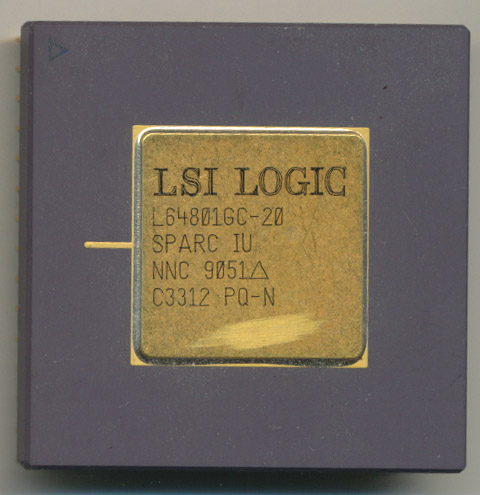 LSI LOGIC
L64801GC-20
SPARC IU
NNC 9051△
C3312 PQ-N